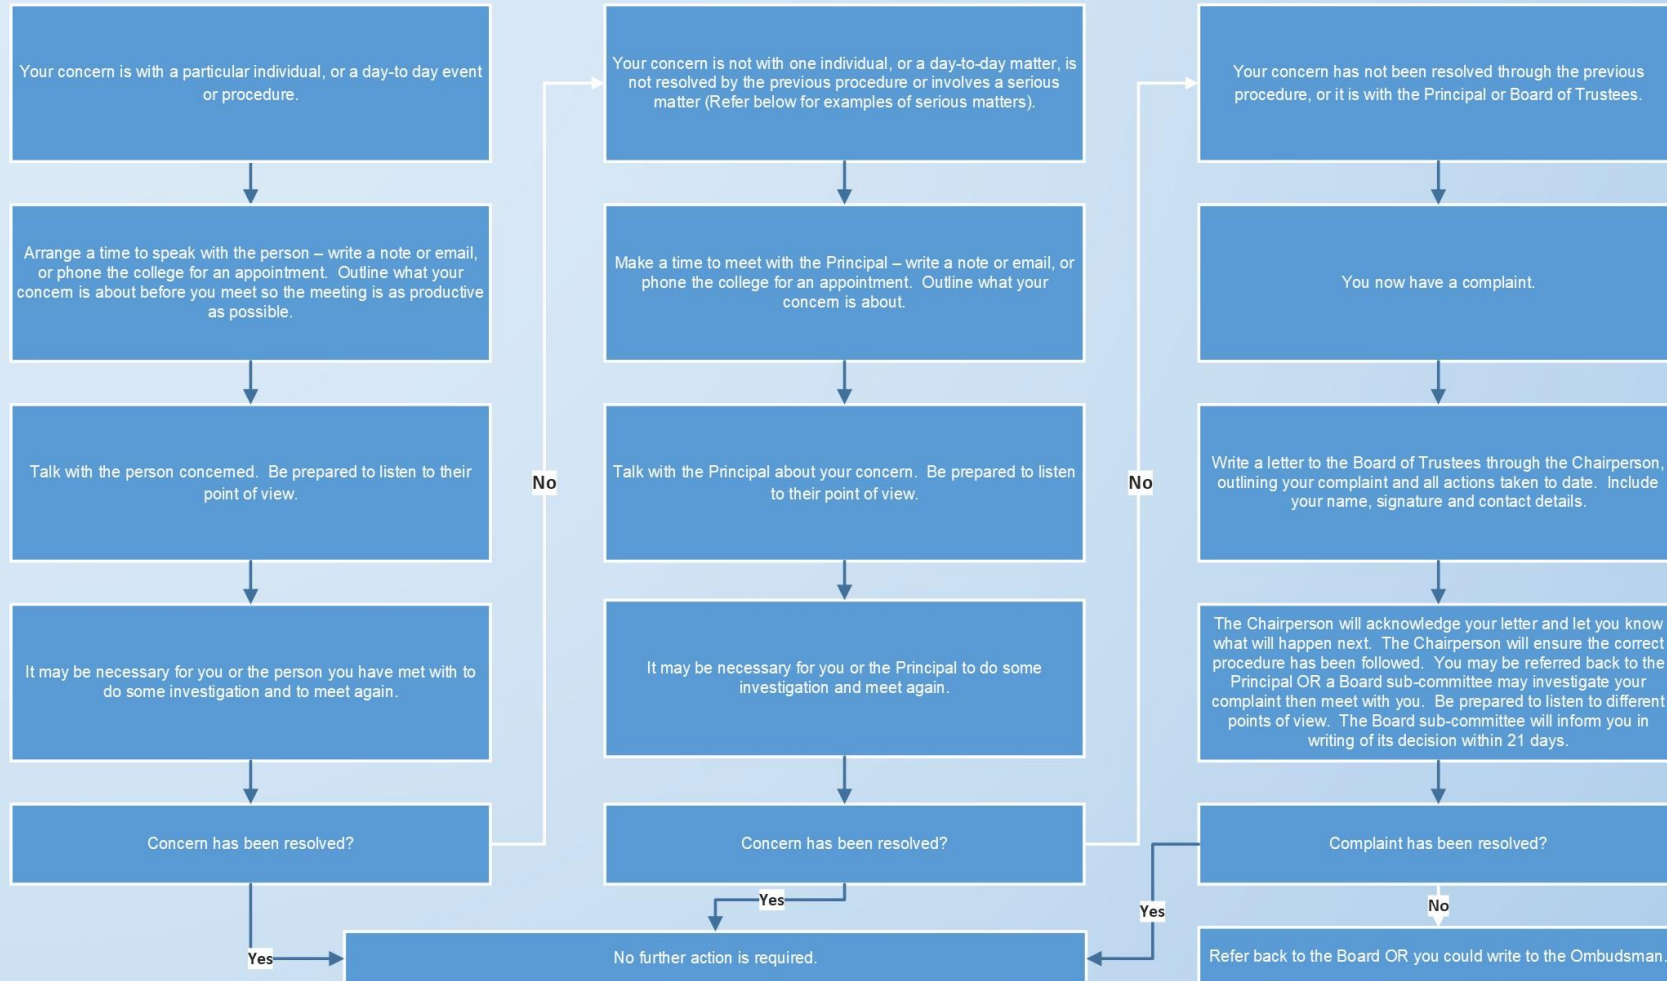 Your concern is with a particular individual, or a day-to day event
or procedure.
Arrange a time to speak with the person – write a note or email,
or phone the college for an appointment. Outline what your
concern is about before you meet so the meeting is as productive
as possible.
Talk with the person concerned. Be prepared to listen to their
point of view.
It may be necessary for you or the person you have met with to
do some investigation and to meet again.
Concern has been resolved?
Yes
No
Your concern is not with one individual, or a day-to-day matter, is
not resolved by the previous procedure or involves a serious
matter (Refer below for examples of serious matters).
Make a time to meet with the Principal – write a note or email, or
phone the college for an appointment. Outline what your
concern is about.
Talk with the Principal about your concern. Be prepared to listen
to their point of view.
It may be necessary for you or the Principal to do some
investigation and meet again.
Concern has been resolved?
Yes
No
Your concern has not been resolved through the previous
procedure, or it is with the Principal or Board of Trustees.
You now have a complaint.
Write a letter to the Board of Trustees through the Chairperson,
outlining your complaint and all actions taken to date. Include
your name, signature and contact details.
The Chairperson will acknowledge your letter and let you know
what will happen next. The Chairperson will ensure the correct
procedure has been followed. You may be referred back to the
Principal OR a Board sub-committee may investigate your
complaint then meet with you. Be prepared to listen to different
points of view. The Board sub-committee will inform you in
writing of its decision within 21 days.
Complaint has been resolved?
Yes
No
No further action is required.
Refer back to the Board OR you could write to the Ombudsman.